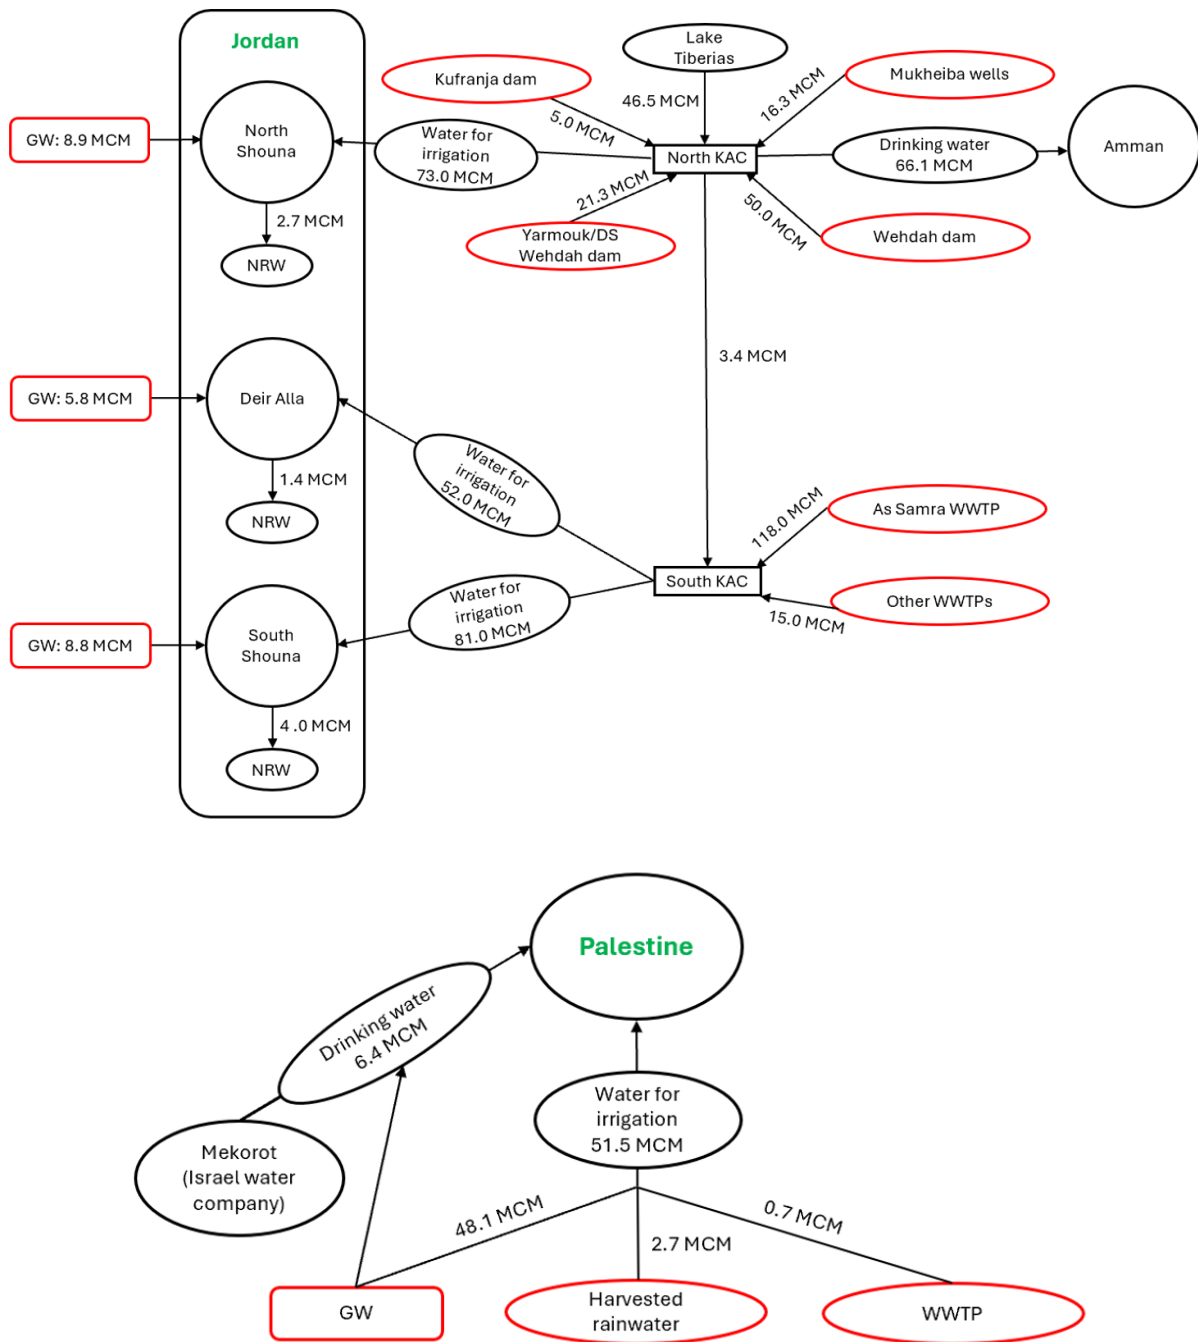 Jordan
Lake
Tiberias
Kufranja dam
Mukheiba wells
46.5 MCM
16.3 MCM
5.0 MCM
GW: 8.9 MCM
North
Shouna
Water for
irrigation
73.0 MCM
North KAC
Drinking water
66.1 MCM
Amman
21.3 MCM
50.0 MCM
2.7 MCM
Yarmouk/DS
Wehdah dam
Wehdah dam
NRW
3.4 MCM
GW: 5.8 MCM
Deir Alla
Water for
irrigation
52.0 MCM
1.4 MCM
NRW
118.0 MCM
As Samra WWTP
South KAC
Other WWTPs
15.0 MCM
Water for
irrigation
81.0 MCM
GW: 8.8 MCM
South
Shouna
4 .0 MCM
NRW
Palestine
Drinking water
6.4 MCM
Water for
irrigation
51.5 MCM
Mekorot
(Israel water
company)
48.1 MCM
2.7 MCM
0.7 MCM
GW
Harvested
rainwater
WWTP